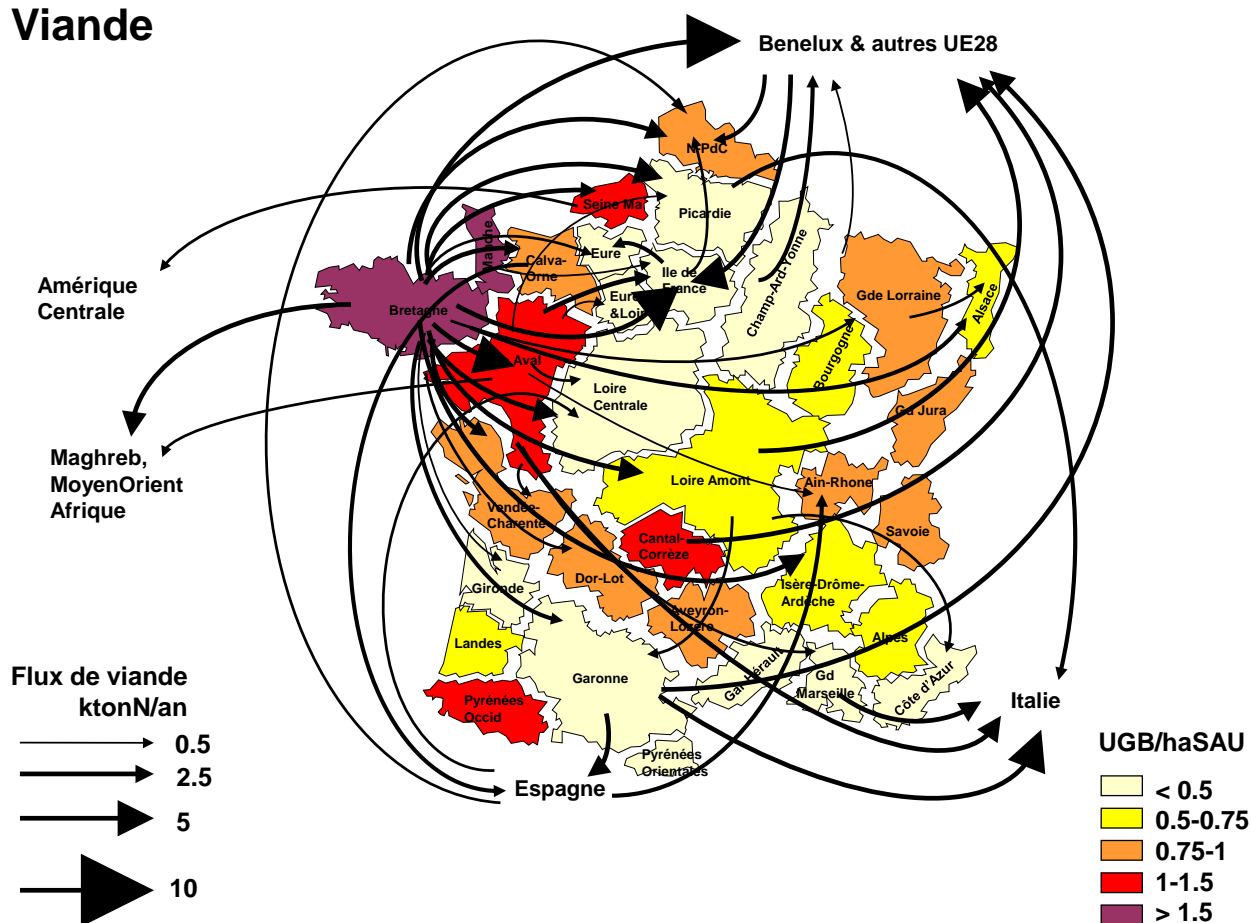 Viande
Benelux & autres UE28
N-PdC
Seine Ma
Picardie
Manche
Calva-
Orne
Eure
Ile de
France
Champ-Ard-Yonne
Gde Lorraine
Alsace
Amérique
Centrale
Bretagne
Eure
&Loir
Bourgogne
Aval
Loire
Centrale
Gd Jura
Maghreb,
MoyenOrient
Afrique
Loire Amont
Ain-Rhone
Vendée-
Charente
Cantal-
Corrèze
Savoie
Gironde
Dor-Lot
Isère-Drôme-
Ardèche
Aveyron-
Lozère
Landes
Alpes
Garonne
Gar-Hérault
Gd
Marseille
Côte d'Azur
Italie
Pyrénées
Occid
Pyrénées
Orientales
Espagne
Flux de viande
ktonN/an
0.5
2.5
5
10
UGB/haSAU
< 0.5
0.5-0.75
0.75-1
1-1.5
> 1.5